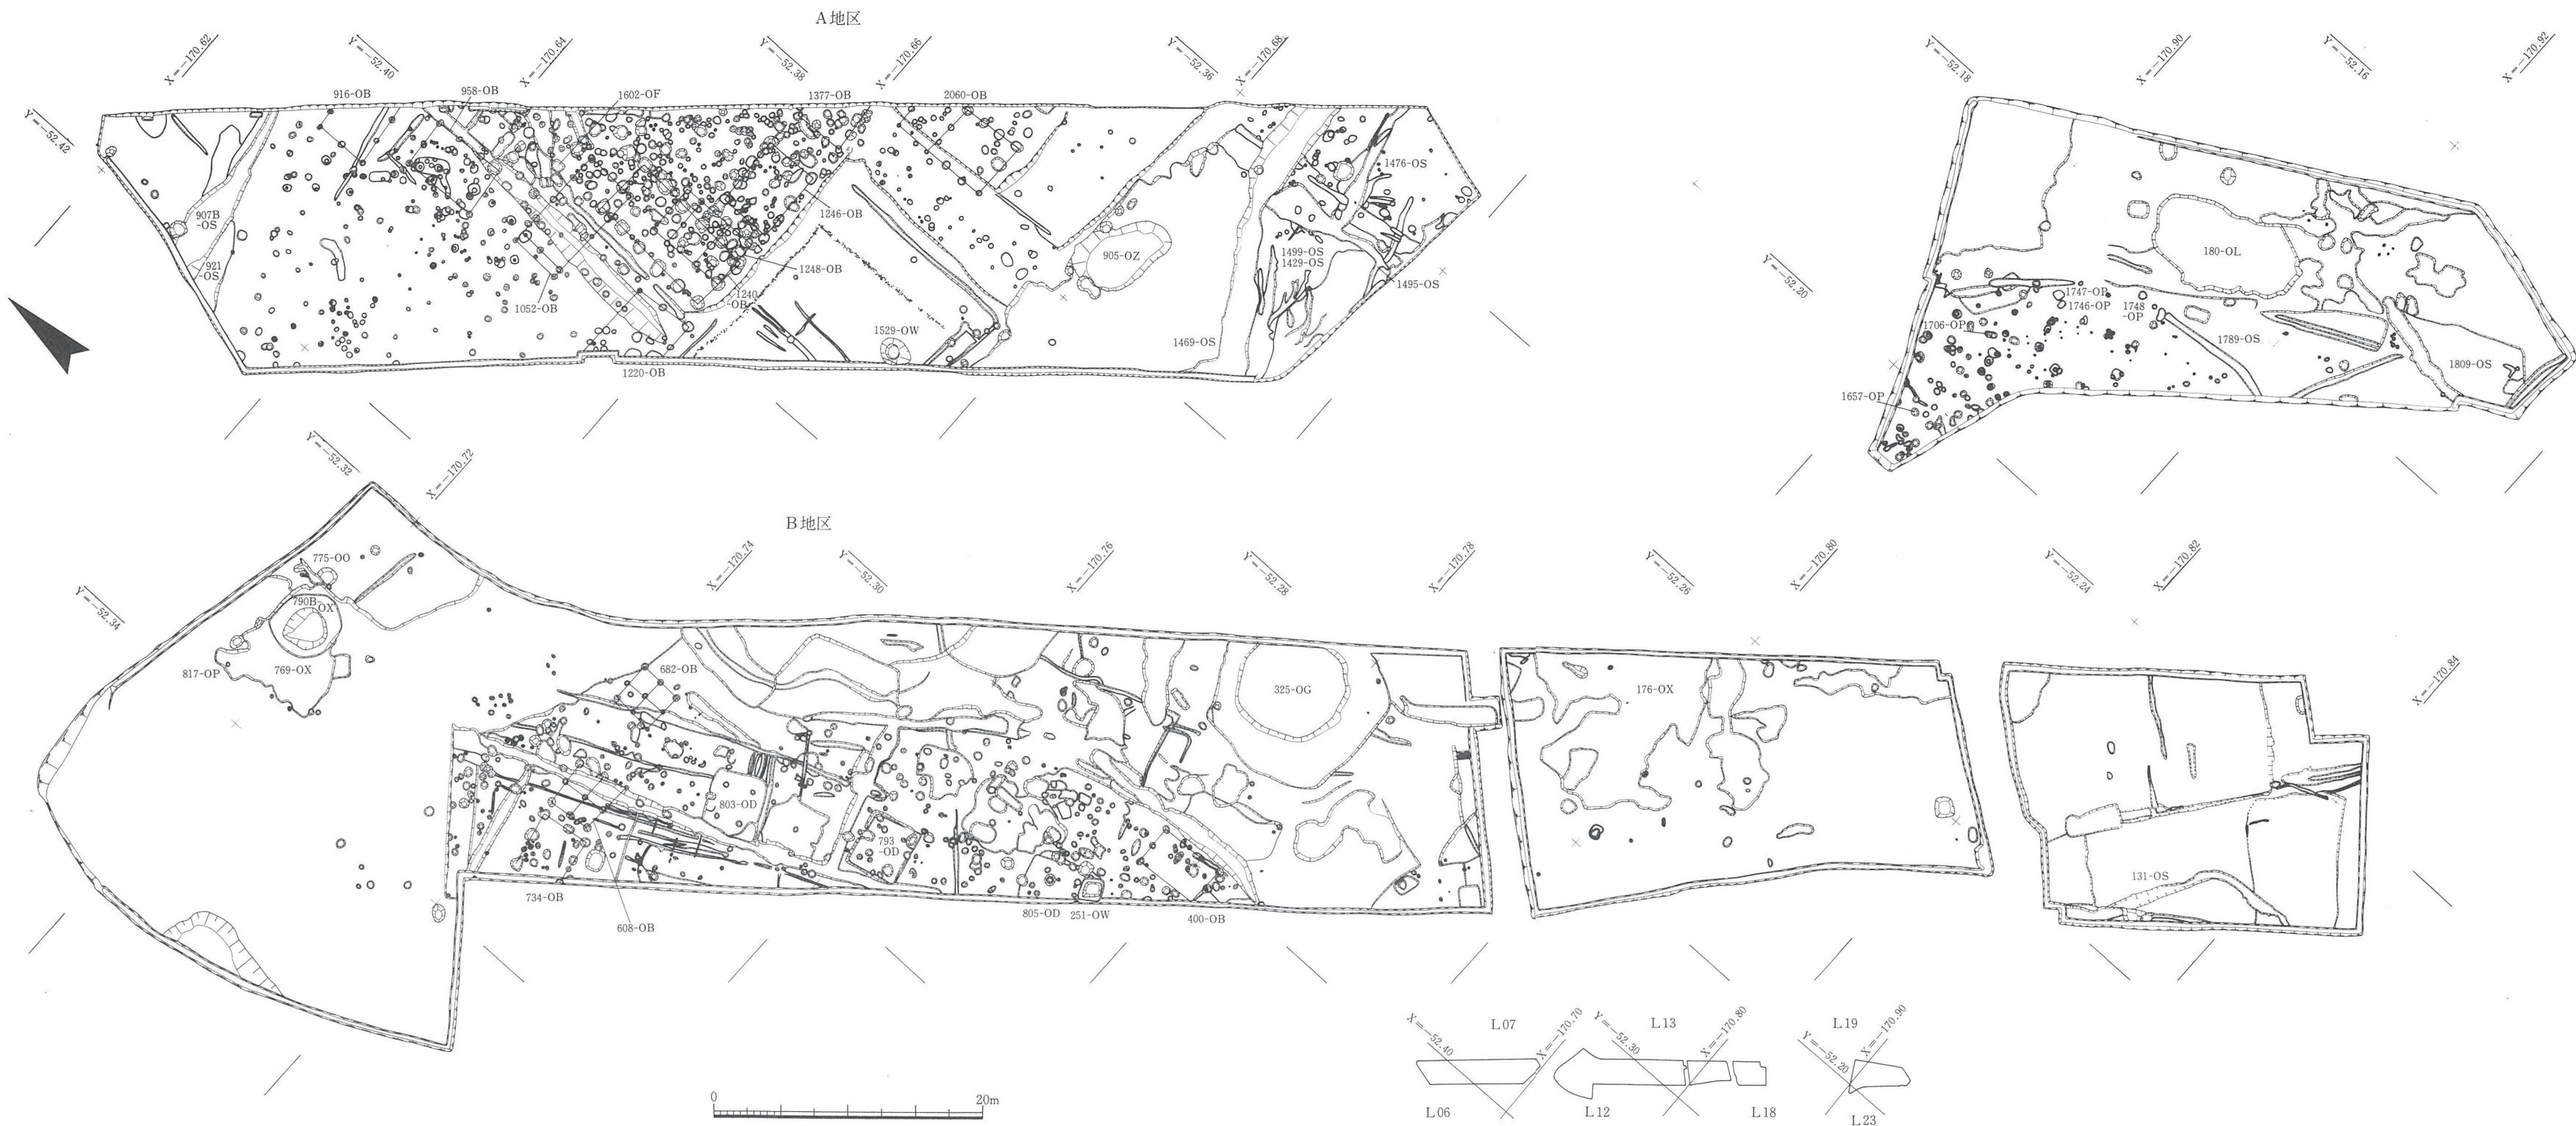 A地区
X=-170.62
Y=-52.40
X=-170.64
Y=-52.38
X=-170.66
Y=-52.36
X=-170.68
Y=-52.18
X=-170.90
Y=-52.16
X=-170.92
Y=-52.42
916-OB
958-OB
1602-OF
1377-OB
2060-OB
907B
-OS
921
-OS
1052-OB
1220-OB
1246-OB
1248-OB
1240
-OB
1529-OW
905-OZ
1469-OS
1476-OS
1499-OS
1429-OS
1495-OS
Y=-52.20
180-OL
1747-OP
1746-OP
1748
-OP
1706-OP
1789-OS
1809-OS
1657-OP
B地区
Y=-52.32
X=-170.72
Y=-52.34
X=-170.74
Y=-52.30
X=-170.76
Y=-52.28
X=-170.78
Y=-52.26
X=-170.80
Y=-52.24
X=-170.82
X=-170.84
775-OO
790B-
OX
817-OP
769-OX
682-OB
325-OG
176-OX
803-OD
793
-OD
734-OB
608-OB
805-OD
251-OW
400-OB
131-OS
0
20m
X=-52.40
L07
X=-170.70
Y=-52.30
L13
X=-170.80
L19
Y=-52.20
X=-170.90
L06
L12
L18
L23